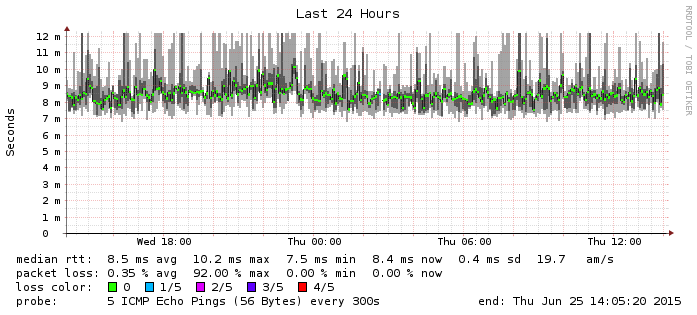 Last 24 Hours
RRDTOOL / TOBI OETIKER
Seconds
12 m
11 m
10 m
9 m
8 m
7 m
6 m
5 m
4 m
3 m
2 m
1 m
0
Wed 18:00 Thu 00:00 Thu 06:00 Thu 12:00
median rtt: 8.5 ms avg 10.2 ms max 7.5 ms min 8.4 ms now 0.4 ms sd 19.7 am/s
packet loss: 0.35 % avg 92.00 % max 0.00 % min 0.00 % now
loss color: 0 1/5 2/5 3/5 4/5
probe: 5 ICMP Echo Pings (56 Bytes) every 300s end: Thu Jun 25 14:05:20 2015